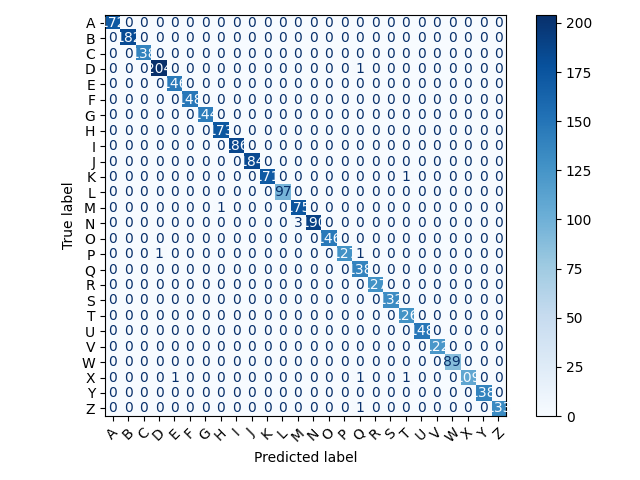 A 0 0 0 0 0 0 0 0 0 0 0 0 0 0 0 0 0 0 0 0 0 0 0 0 0
B 0 182 0 0 0 0 0 0 0 0 0 0 0 0 0 0 0 0 0 0 0 0 0 0 0 0
C 0 0 138 0 0 0 0 0 0 0 0 0 0 0 0 0 0 0 0 0 0 0 0 0 0 0
D 0 0 0 204 0 0 0 0 0 0 0 0 0 0 0 0 1 0 0 0 0 0 0 0 0 0
E 0 0 0 0 146 0 0 0 0 0 0 0 0 0 0 0 0 0 0 0 0 0 0 0 0 0
F 0 0 0 0 0 148 0 0 0 0 0 0 0 0 0 0 0 0 0 0 0 0 0 0 0 0
G 0 0 0 0 0 0 144 0 0 0 0 0 0 0 0 0 0 0 0 0 0 0 0 0 0 0
H 0 0 0 0 0 0 0 173 0 0 0 0 0 0 0 0 0 0 0 0 0 0 0 0 0 0
I 0 0 0 0 0 0 0 0 186 0 0 0 0 0 0 0 0 0 0 0 0 0 0 0 0 0
J 0 0 0 0 0 0 0 0 0 184 0 0 0 0 0 0 0 0 0 0 0 0 0 0 0 0
K 0 0 0 0 0 0 0 0 0 0 0 0 0 0 0 0 0 0 1 0 0 0 0 0 0
L 0 0 0 0 0 0 0 0 0 0 0 97 0 0 0 0 0 0 0 0 0 0 0 0 0 0
M 0 0 0 0 0 0 0 1 0 0 0 0 0 0 0 0 0 0 0 0 0 0 0 0 0
N 0 0 0 0 0 0 0 0 0 0 0 0 3 190 0 0 0 0 0 0 0 0 0 0 0 0
O 0 0 0 0 0 0 0 0 0 0 0 0 0 0 146 0 0 0 0 0 0 0 0 0 0 0
P 0 0 0 1 0 0 0 0 0 0 0 0 0 0 0 1 0 0 0 0 0 0 0 0 0
Q 0 0 0 0 0 0 0 0 0 0 0 0 0 0 0 0 138 0 0 0 0 0 0 0 0 0
R 0 0 0 0 0 0 0 0 0 0 0 0 0 0 0 0 0 0 0 0 0 0 0 0 0
S 0 0 0 0 0 0 0 0 0 0 0 0 0 0 0 0 0 0 132 0 0 0 0 0 0 0
T 0 0 0 0 0 0 0 0 0 0 0 0 0 0 0 0 0 0 0 126 0 0 0 0 0 0
U 0 0 0 0 0 0 0 0 0 0 0 0 0 0 0 0 0 0 0 0 148 0 0 0 0 0
V 0 0 0 0 0 0 0 0 0 0 0 0 0 0 0 0 0 0 0 0 0 122 0 0 0 0
W 0 0 0 0 0 0 0 0 0 0 0 0 0 0 0 0 0 0 0 0 0 0 89 0 0 0
X 0 0 0 0 1 0 0 0 0 0 0 0 0 0 0 0 1 0 0 1 0 0 0 109 0 0
Y 0 0 0 0 0 0 0 0 0 0 0 0 0 0 0 0 0 0 0 0 0 0 0 0 138 0
Z 0 0 0 0 0 0 0 0 0 0 0 0 0 0 0 0 1 0 0 0 0 0 0 0 0
A B C D E F G H I J K L M N O P Q R S T U V W X Y Z
Predicted label
True label
200
175
150
125
100
75
50
25
0